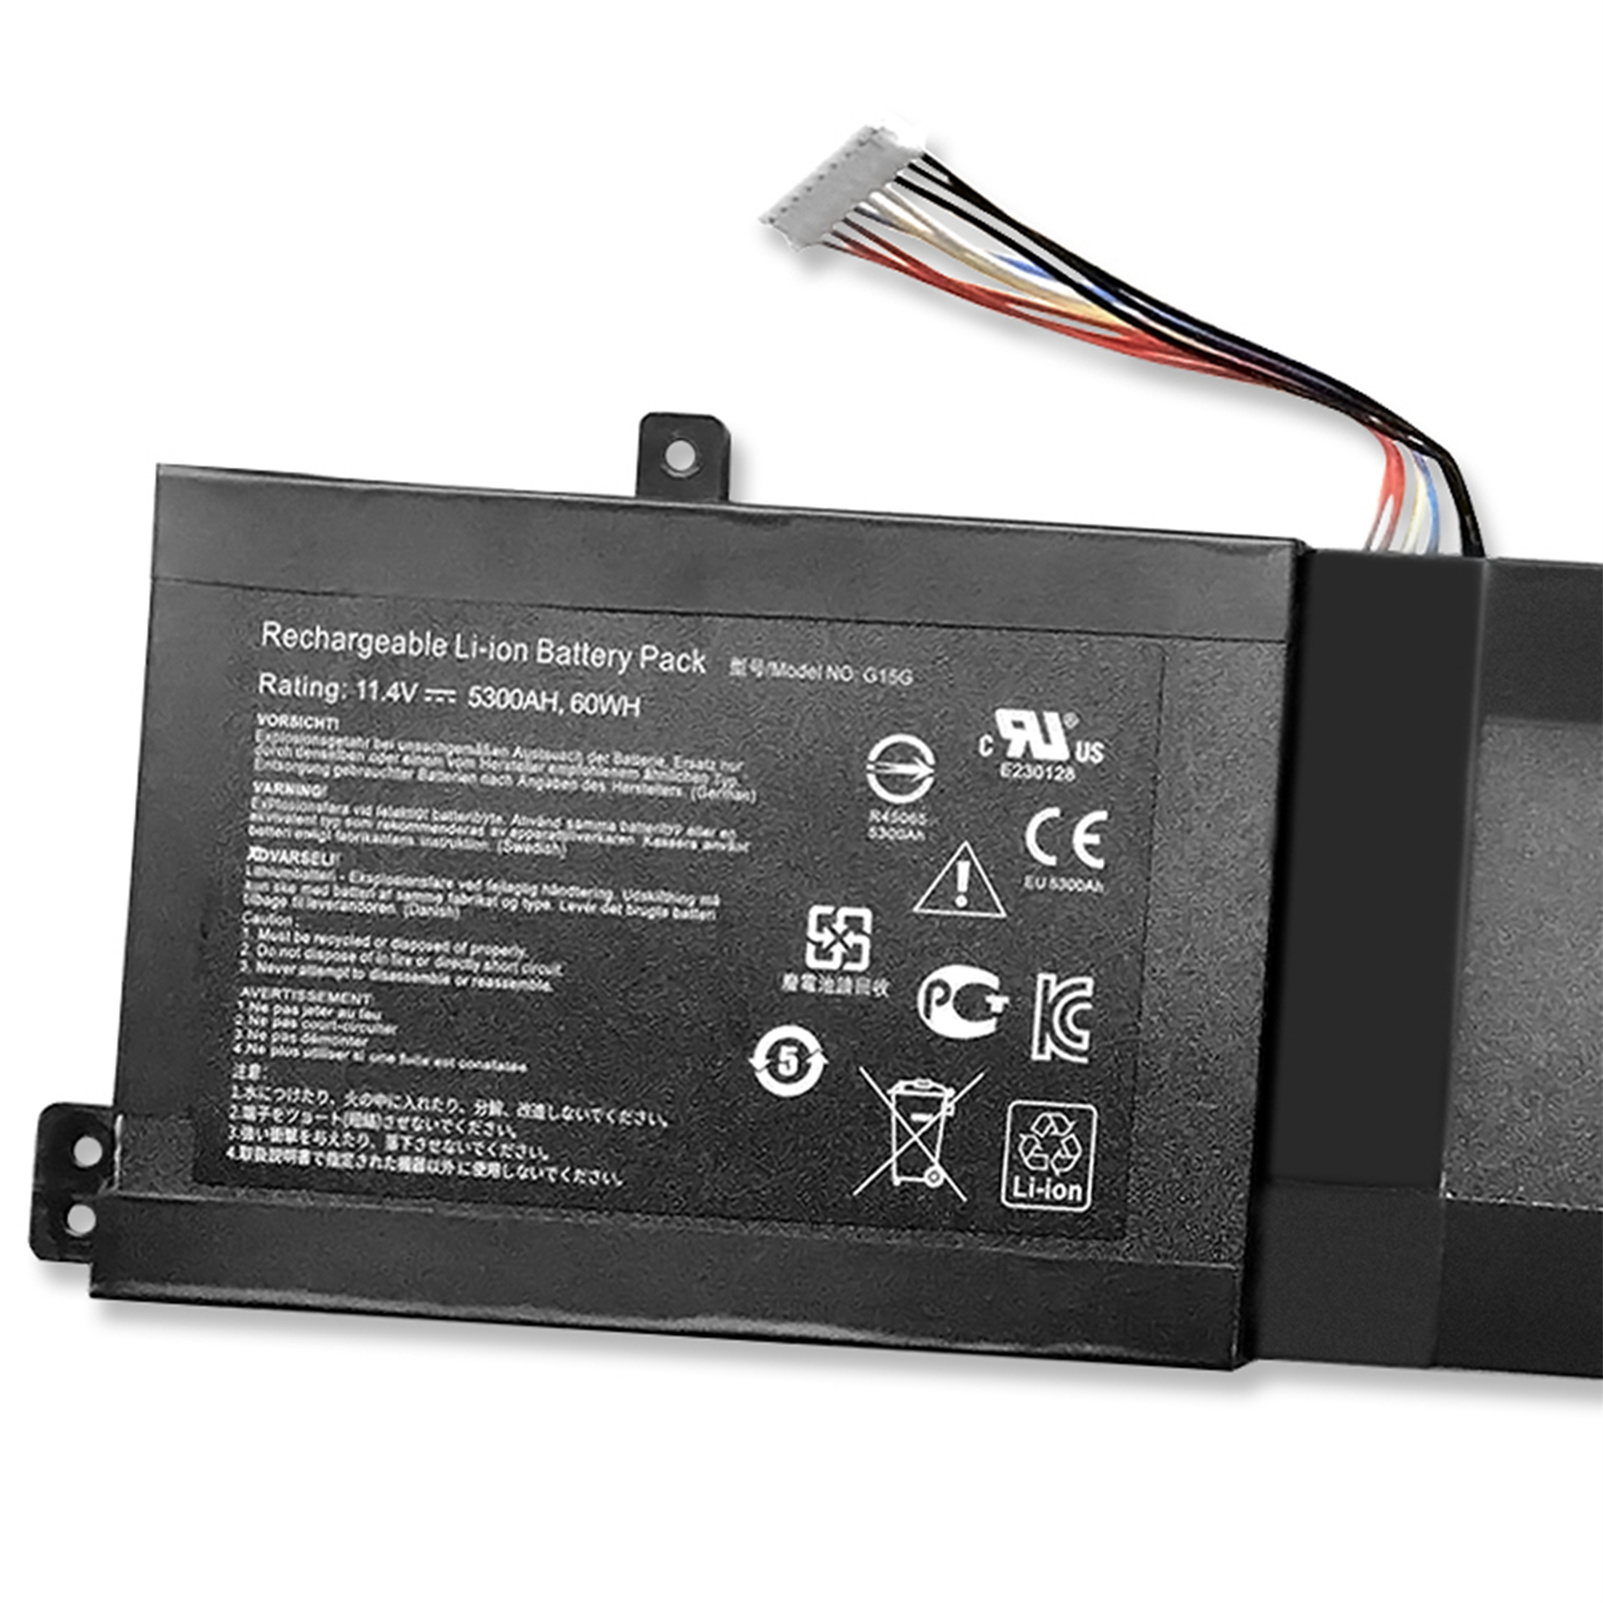 Rechargeable Li-ion Battery Pack 型号/Model NO: G15G
Rating: 11.4V 5300AH, 60WH
VORSICHT!
Explosionsgefahr bei unsachgemäßen Austausch der Batterie, Ersatz nur
durch denselben oder einem vom Hersteller empfohlenem ähnlichen Typ.
Entsorgung gebrauchter Batterien nach Angaben des Herstellers. (German)
VARNING!
Explosionsfara vid felaktigt batteribyte. Använd samma batterityp eller en
ekvivalent typ som rekommenderas av apparattillverkaren. Kassera använt
batteri enligt fabrikantens instruktion. (Swedish)
ADVARSEL!
Lithiumbatteri - Eksplosionsfare ved fejlagtig håndtering. Udskiftning må
kun ske med batteri af samme fabrikat og type. Levér det brugte batteri
tilbage til leverandoren. (Danish)
Caution :
1. Must be recycled or disposed of properly.
2. Do not dispose of in fire or directly short circuit.
3. Never attempt to disassemble or reassemble.
AVERTISSEMENT:
1.Ne pas jeter au feu
2.Ne pas court-circuiter
3.Ne pas démonter
4.Ne plus utiliser si une fuite est constatée
注意:
1.水につけたり、火の中に入れたり、分解、改造しないでください。
2.端子をショート(短絡)させないでください。
3.強い衝撃を与えたり、落下させないでください。
4.取扱説明書で指定された機器以外に使用しないでください。
R45065
5300Ah
C UR ® US
E230128
CE
EU 5300Ah
廢電池請回收
PCT
5
Li-ion